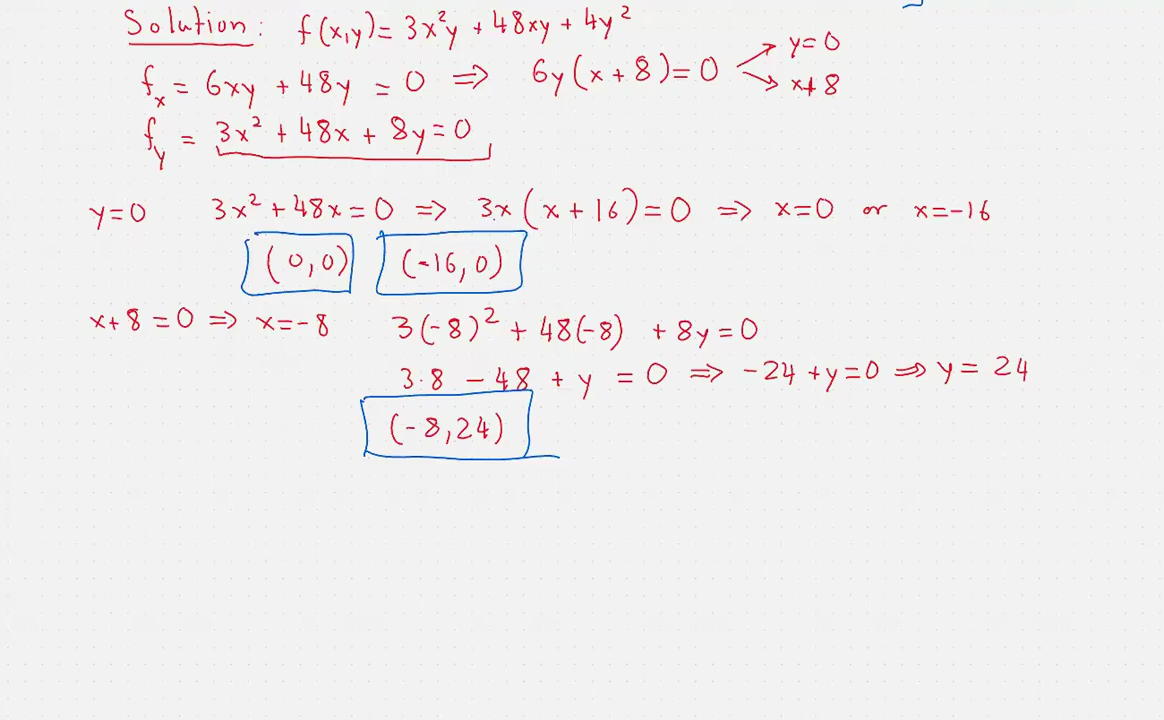 Solution: f(x,y)= 3x²y + 48xy + 4y²
f_x = 6xy + 48y = 0 ⟹ 6y(x+8)=0 y=0
x+8
f_y = 3x² + 48x + 8y=0
y=0 3x²+48x=0 ⟹ 3x(x+16)=0 ⟹ x=0 or x=-16
(0,0) (-16,0)
x+8=0 ⟹ x=-8 3(-8)² + 48(-8) + 8y=0
3·8 - 48 + y = 0 ⟹ -24+y=0 ⟹ y= 24
(-8,24)